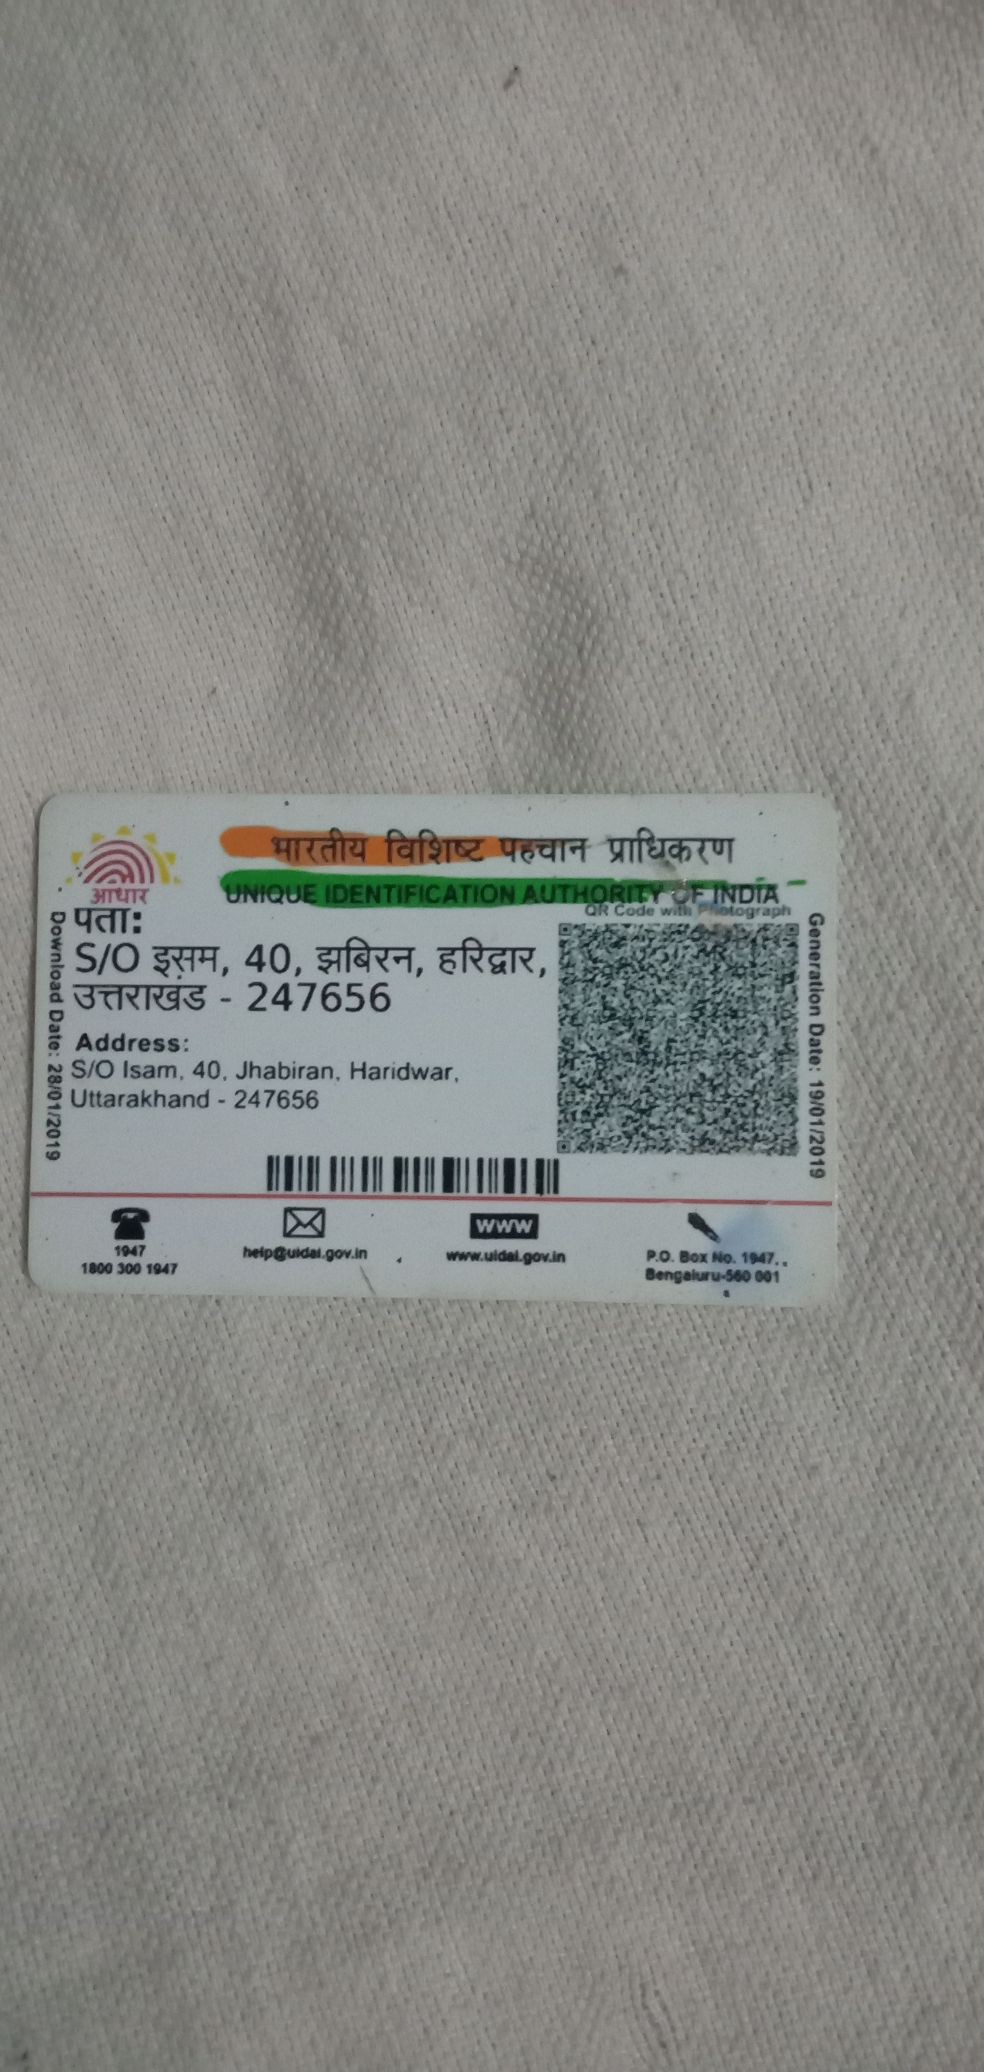 भारतीय विशिष्ट पहचान प्राधिकरण
UNIQUE IDENTIFICATION AUTHORITY OF INDIA
आधार
QR Code with Photograph
Download Date: 28/01/2019
पता:
S/O इसम, 40, झबिरन, हरिद्वार,
उत्तराखंड - 247656
Address:
S/O Isam, 40, Jhabiran, Haridwar,
Uttarakhand - 247656
Generation Date: 19/01/2019
1947
1800 300 1947
help@uidai.gov.in
www
www.uidai.gov.in
P.O. Box No. 1947,
Bengaluru-560 001